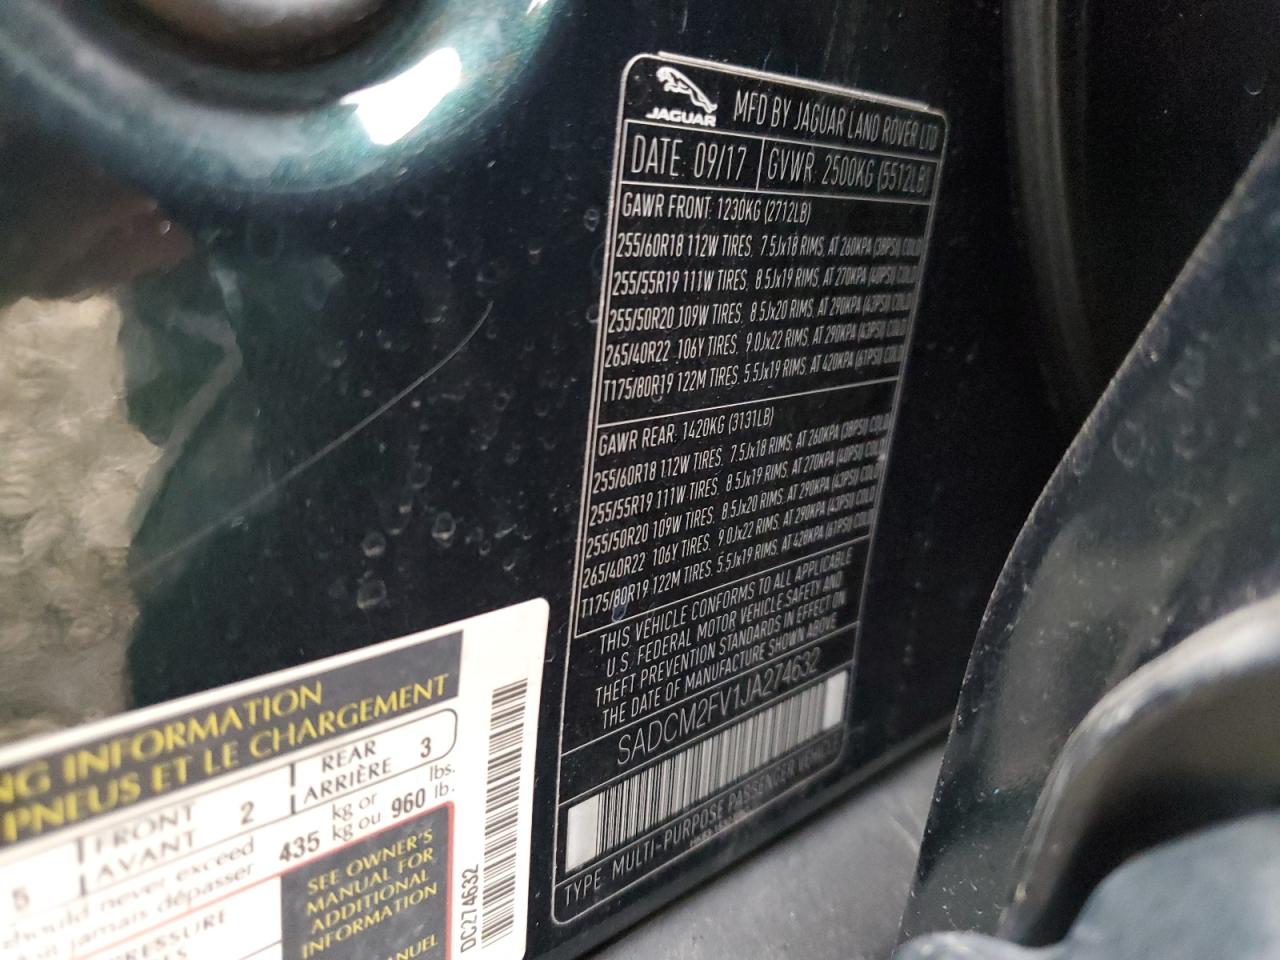 JAGUAR
MFD BY JAGUAR LAND ROVER LTD
DATE: 09/17 GVWR: 2500KG (5512LB)
GAWR FRONT: 1230KG (2712LB)
255/60R18 112W TIRES, 7.5Jx18 RIMS, AT 260KPA (38PSI) COLD
255/55R19 111W TIRES, 8.5Jx19 RIMS, AT 270KPA (40PSI) COLD
255/50R20 109W TIRES, 8.5Jx20 RIMS, AT 290KPA (43PSI) COLD
265/40R22 106Y TIRES, 9.0Jx22 RIMS, AT 290KPA (43PSI) COLD
T175/80R19 122M TIRES, 5.5Jx19 RIMS, AT 420KPA (61PSI) COLD
GAWR REAR: 1420KG (3131LB)
255/60R18 112W TIRES, 7.5Jx18 RIMS, AT 260KPA (38PSI) COLD
255/55R19 111W TIRES, 8.5Jx19 RIMS, AT 270KPA (40PSI) COLD
255/50R20 109W TIRES, 8.5Jx20 RIMS, AT 290KPA (43PSI) COLD
265/40R22 106Y TIRES, 9.0Jx22 RIMS, AT 290KPA (43PSI) COLD
T175/80R19 122M TIRES, 5.5Jx19 RIMS, AT 420KPA (61PSI) COLD
THIS VEHICLE CONFORMS TO ALL APPLICABLE
U.S. FEDERAL MOTOR VEHICLE SAFETY AND
THEFT PREVENTION STANDARDS IN EFFECT ON
THE DATE OF MANUFACTURE SHOWN ABOVE
SADCM2FV1JA274632
TYPE: MULTI-PURPOSE PASSENGER VEHICLE
NG INFORMATION
PNEUS ET LE CHARGEMENT
5 FRONT 2 REAR 3
AVANT ARRIÈRE
should never exceed 435 kg or 960 lbs.
jamais dépasser kg ou lb.
PRESSURE
SEE OWNER'S
MANUAL FOR
ADDITIONAL
INFORMATION
DC274632